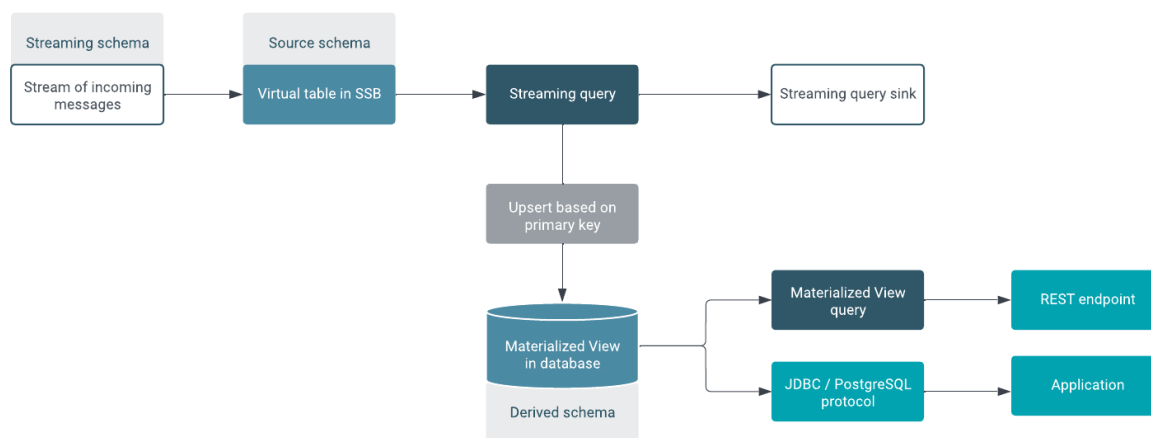 Streaming schema
Stream of incoming
messages
Source schema
Virtual table in SSB
Streaming query
Streaming query sink
Upsert based on
primary key
Materialized View
in database
Derived schema
Materialized View
query
REST endpoint
JDBC / PostgreSQL
protocol
Application